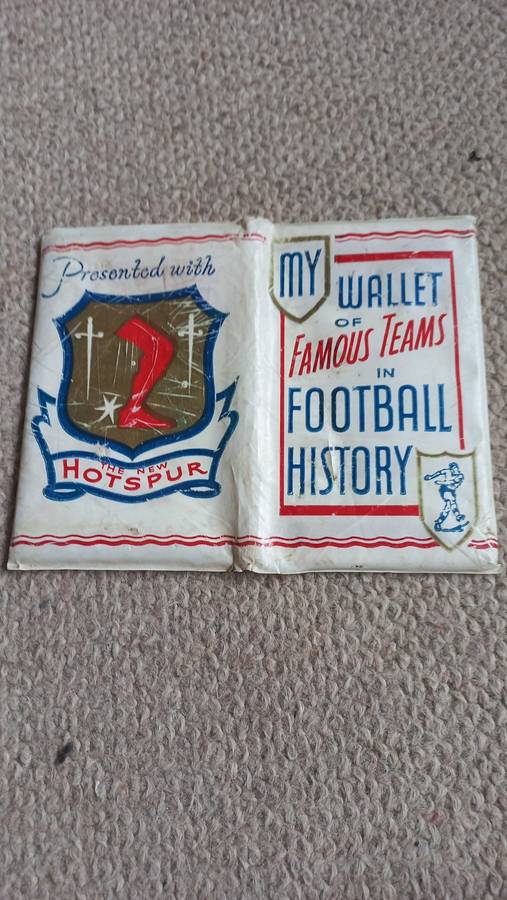 Presented with
THE NEW
HOTSPUR
MY
WALLET
OF
FAMOUS TEAMS
IN
FOOTBALL
HISTORY